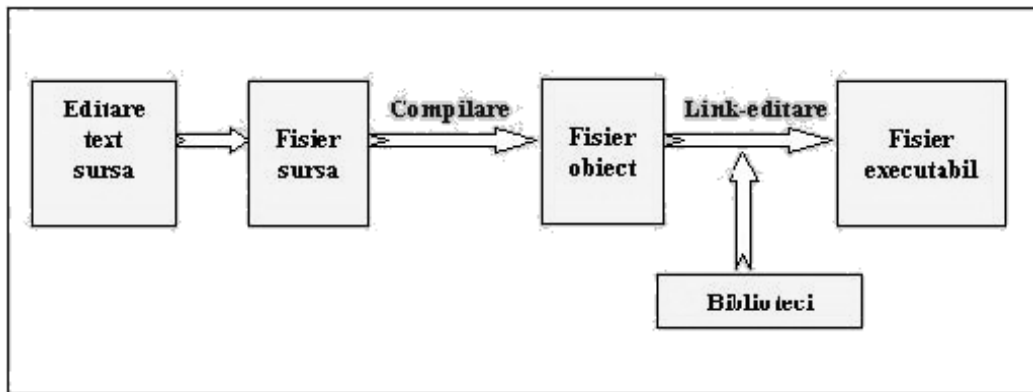 Editare
text
sursa
Fisier
sursa
Compilare
Fisier
obiect
Link-editare
Fisier
executabil
Biblioteci